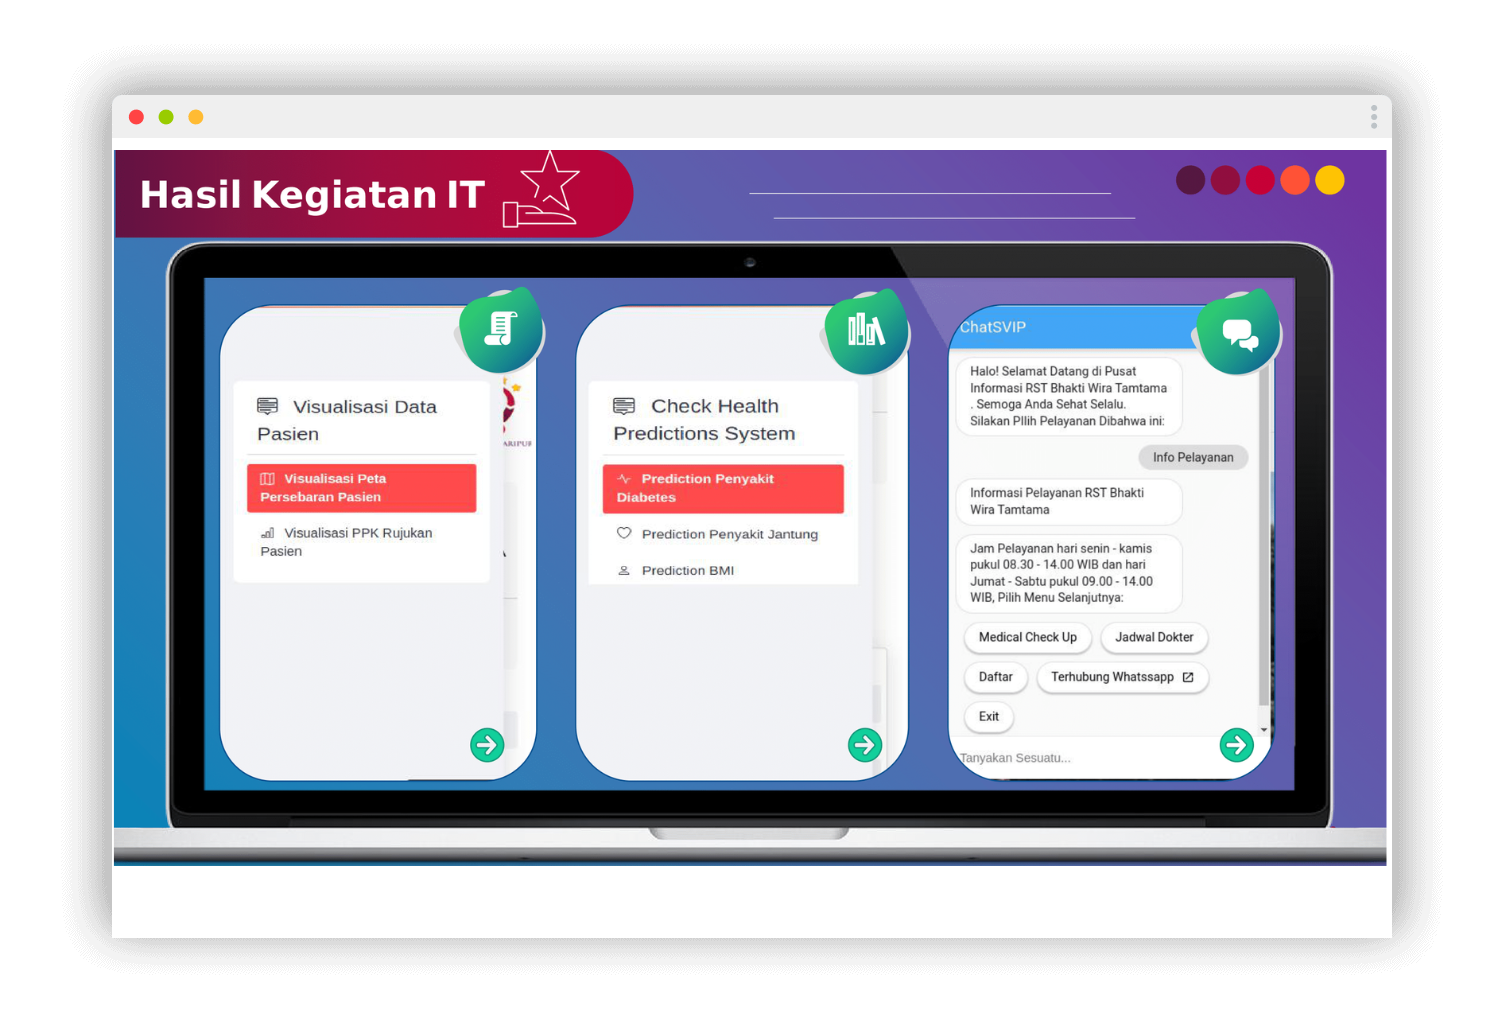 Hasil Kegiatan IT
Visualisasi Data
Pasien
Visualisasi Peta
Persebaran Pasien
Visualisasi PPK Rujukan
Pasien
Check Health
Predictions System
Prediction Penyakit
Diabetes
Prediction Penyakit Jantung
Prediction BMI
ChatSVIP
Halo! Selamat Datang di Pusat
Informasi RST Bhakti Wira Tamtama
. Semoga Anda Sehat Selalu.
Silakan PIlih Pelayanan Dibahwa ini:
Info Pelayanan
Informasi Pelayanan RST Bhakti
Wira Tamtama
Jam Pelayanan hari senin - kamis
pukul 08.30 - 14.00 WIB dan hari
Jumat - Sabtu pukul 09.00 - 14.00
WIB, Pilih Menu Selanjutnya:
Medical Check Up
Jadwal Dokter
Daftar
Terhubung Whatssapp
Exit
Tanyakan Sesuatu...